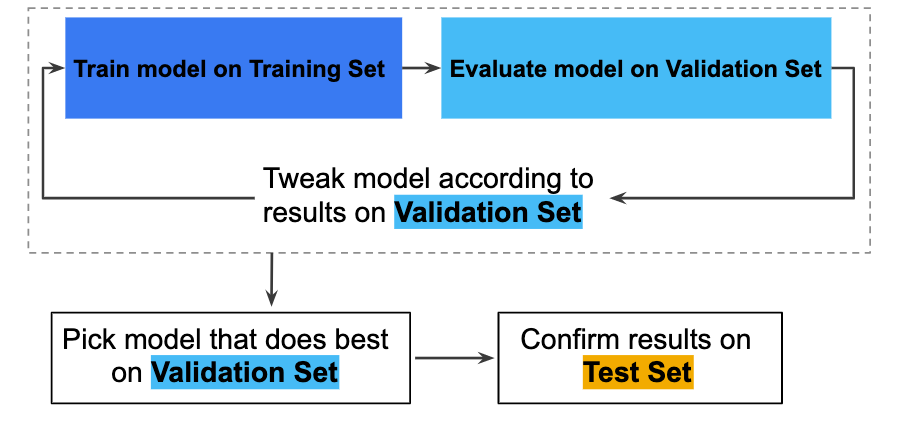 Train model on Training Set
Evaluate model on Validation Set
Tweak model according to
results on Validation Set
Pick model that does best
on Validation Set
Confirm results on
Test Set